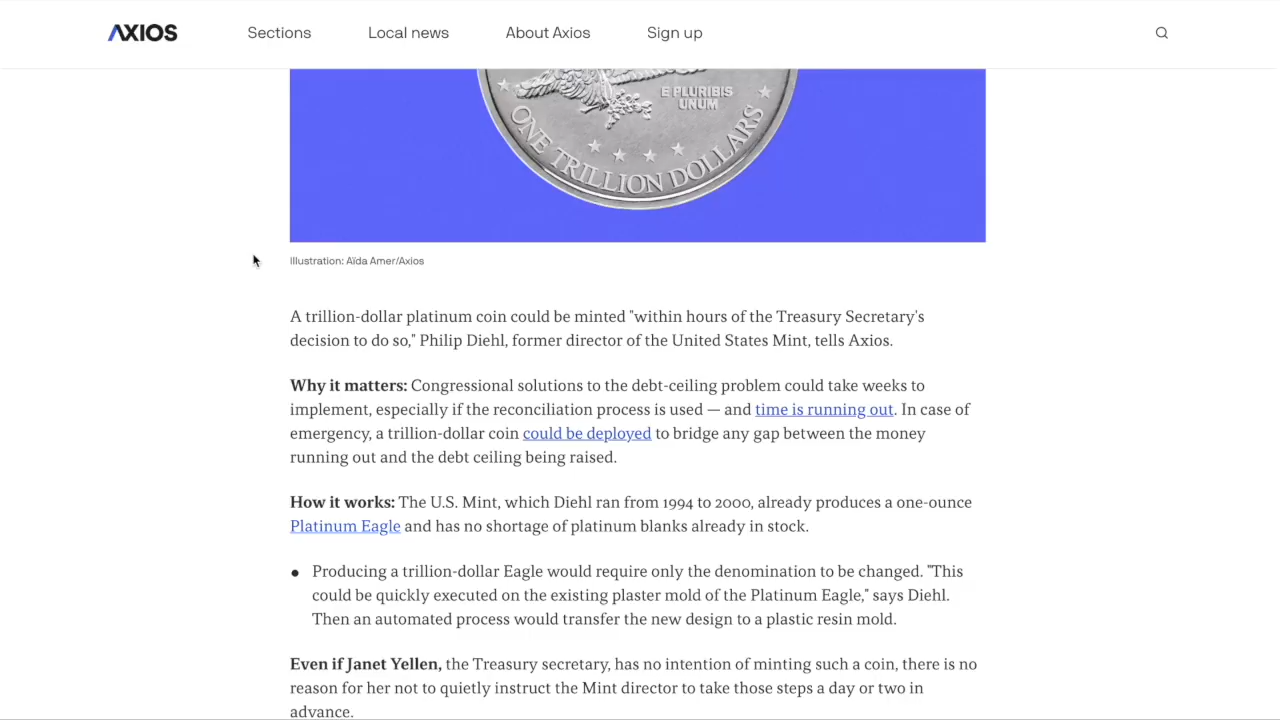 AXIOS
Sections
Local news
About Axios
Sign up
E PLURIBIS
UNUM
ONE TRILLION DOLLARS
Illustration: Aïda Amer/Axios
A trillion-dollar platinum coin could be minted "within hours of the Treasury Secretary's
decision to do so," Philip Diehl, former director of the United States Mint, tells Axios.
Why it matters: Congressional solutions to the debt-ceiling problem could take weeks to
implement, especially if the reconciliation process is used — and time is running out. In case of
emergency, a trillion-dollar coin could be deployed to bridge any gap between the money
running out and the debt ceiling being raised.
How it works: The U.S. Mint, which Diehl ran from 1994 to 2000, already produces a one-ounce
Platinum Eagle and has no shortage of platinum blanks already in stock.
● Producing a trillion-dollar Eagle would require only the denomination to be changed. "This
could be quickly executed on the existing plaster mold of the Platinum Eagle," says Diehl.
Then an automated process would transfer the new design to a plastic resin mold.
Even if Janet Yellen, the Treasury secretary, has no intention of minting such a coin, there is no
reason for her not to quietly instruct the Mint director to take those steps a day or two in
advance.